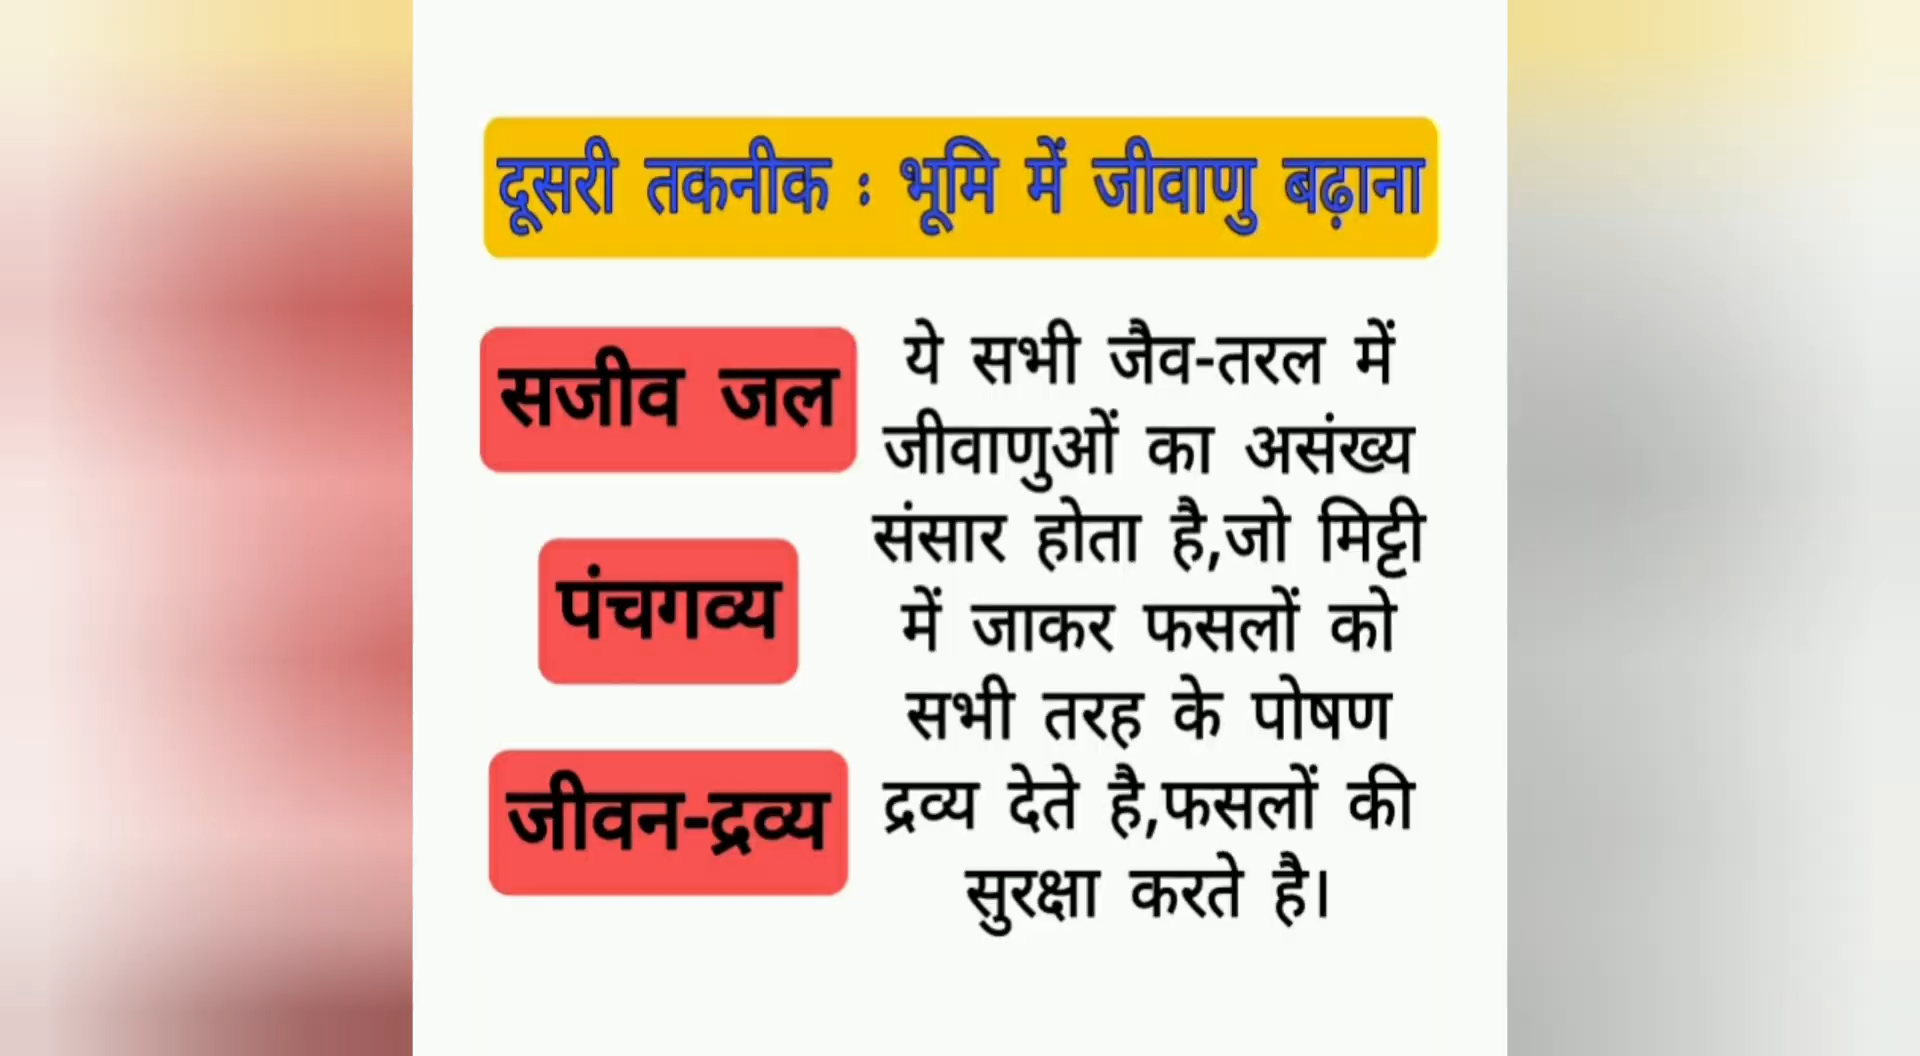 दूसरी तकनीक : भूमि में जीवाणु बढ़ाना
सजीव जल
पंचगव्य
जीवन-द्रव्य
ये सभी जैव-तरल में
जीवाणुओं का असंख्य
संसार होता है,जो मिट्टी
में जाकर फसलों को
सभी तरह के पोषण
द्रव्य देते है,फसलों की
सुरक्षा करते है।